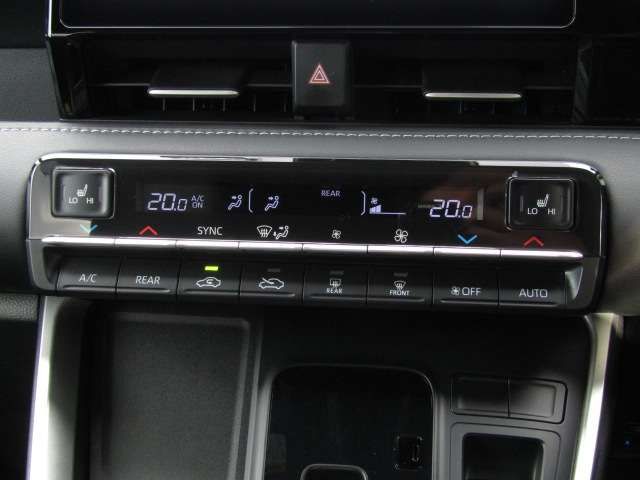 LO HI
20.0 A/C ON
REAR
20.0
LO HI
SYNC
A/C
REAR
REAR
FRONT
OFF
AUTO